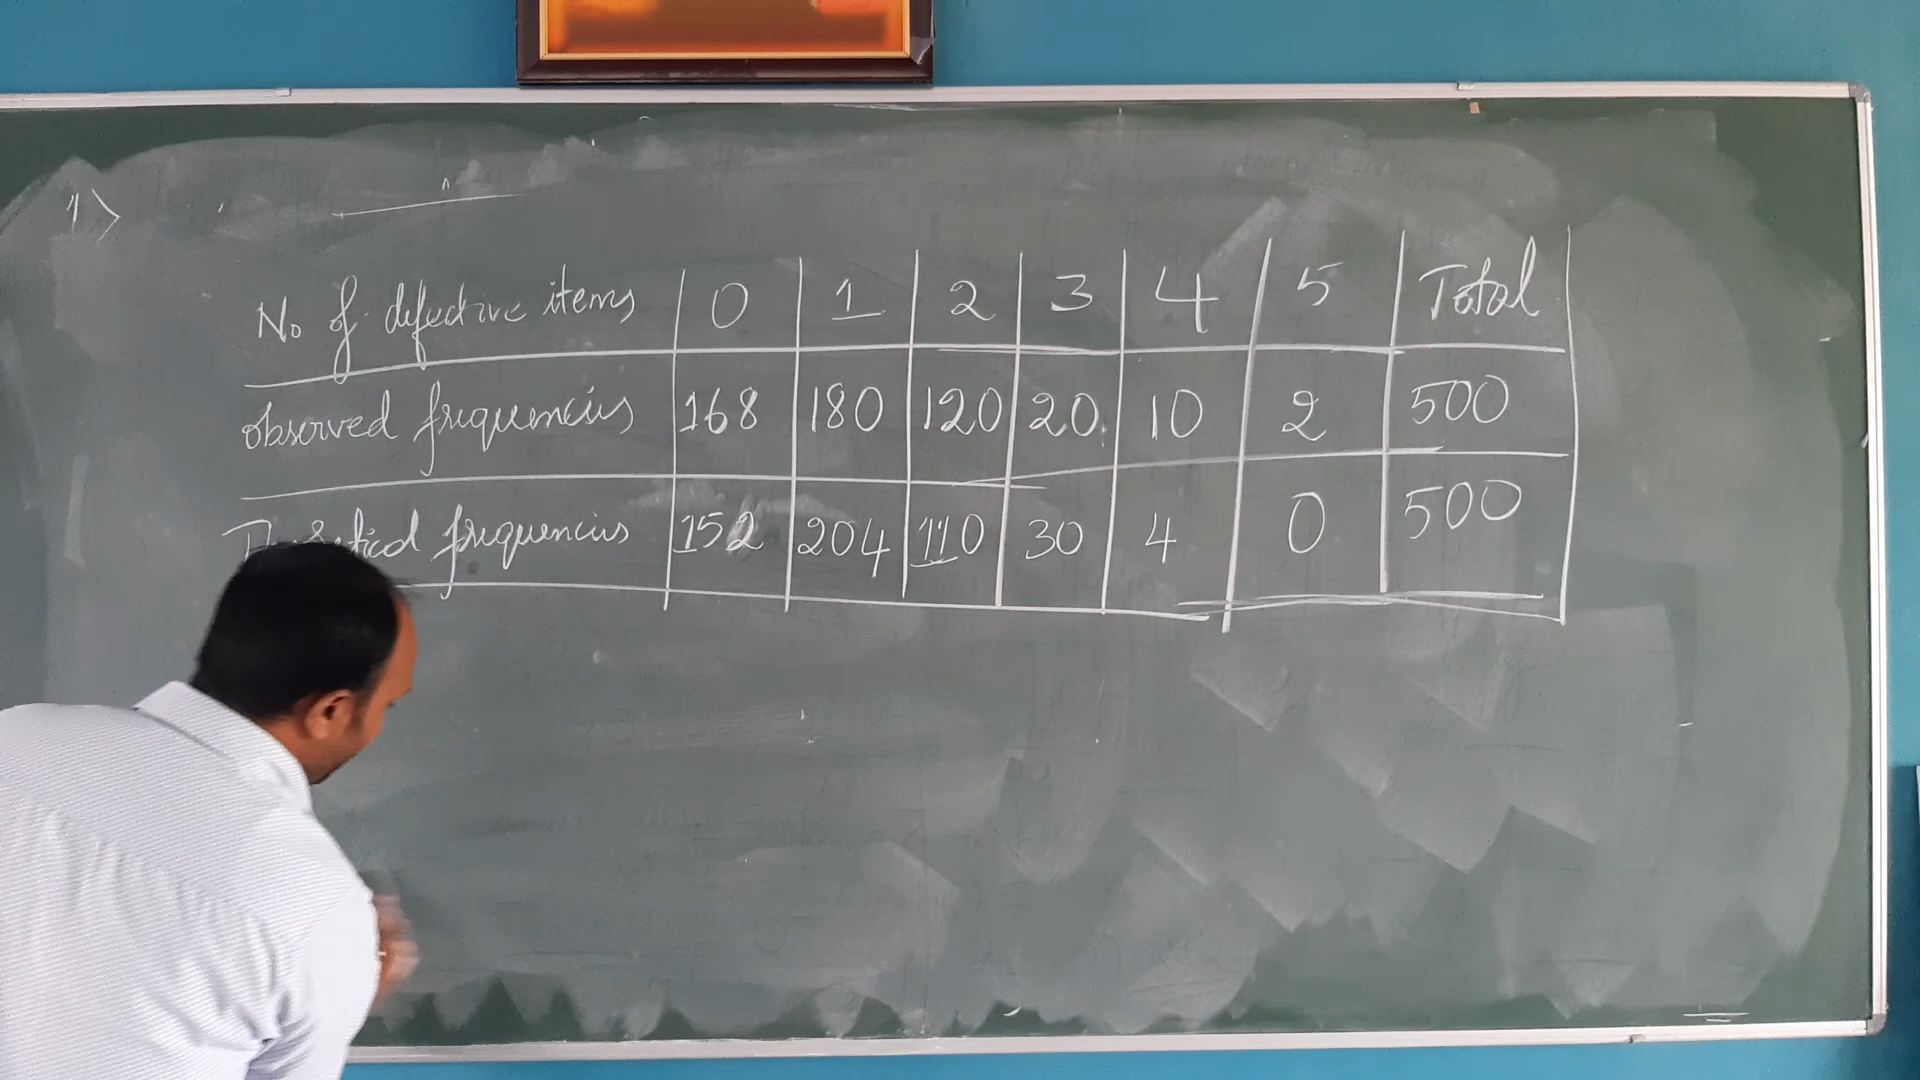 1>
No of defective items 0 1 2 3 4 5 Total
observed frequencies 168 180 120 20 10 2 500
frequencies 152 204 110 30 4 0 500